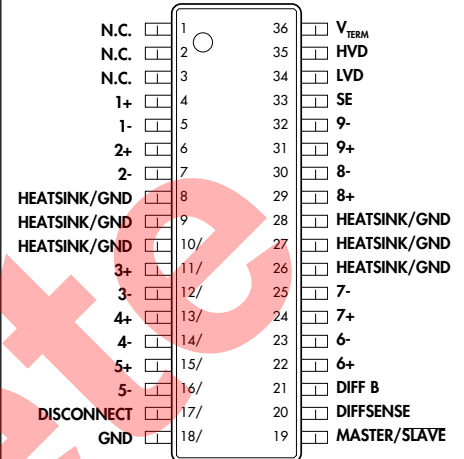 N.C. 1 36 VTERM
N.C. 2 35 HVD
N.C. 3 34 LVD
1+ 4 33 SE
1- 5 32 9-
2+ 6 31 9+
2- 7 30 8-
HEATSINK/GND 8 29 8+
HEATSINK/GND 9 28 HEATSINK/GND
HEATSINK/GND 10/ 27 HEATSINK/GND
3+ 11/ 26 HEATSINK/GND
3- 12/ 25 7-
4+ 13/ 24 7+
4- 14/ 23 6-
5+ 15/ 22 6+
5- 16/ 21 DIFF B
DISCONNECT 17/ 20 DIFFSENSE
GND 18/ 19 MASTER/SLAVE